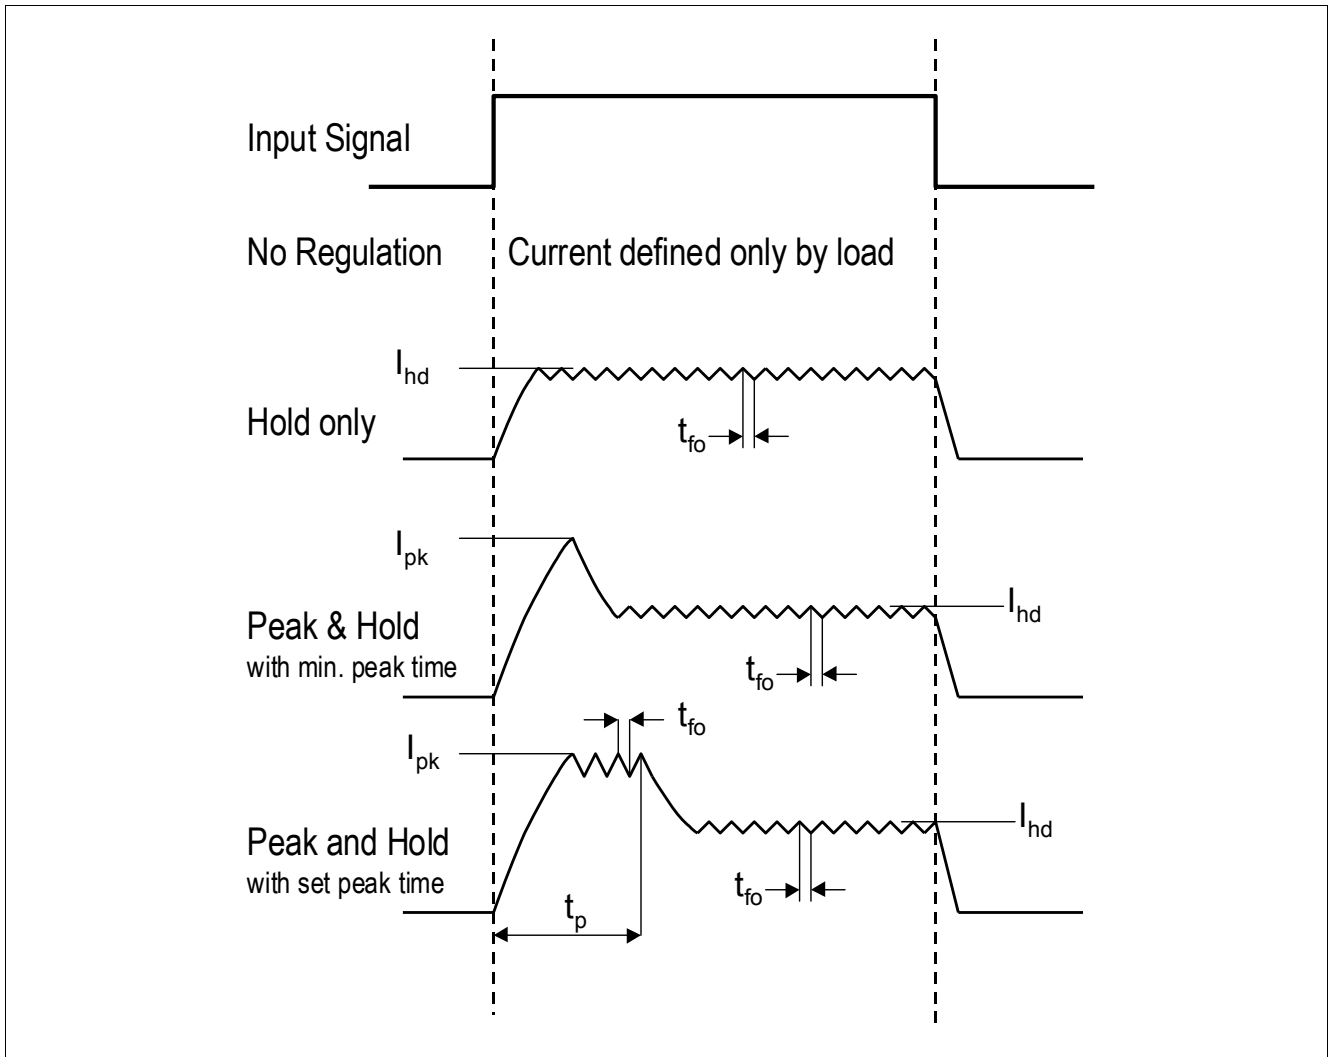 Input Signal
No Regulation
Current defined only by load
Ihd
Hold only
tfo
Ipk
Ihd
Peak & Hold
with min. peak time
tfo
tfo
Ipk
Ihd
Peak and Hold
with set peak time
tfo
tp